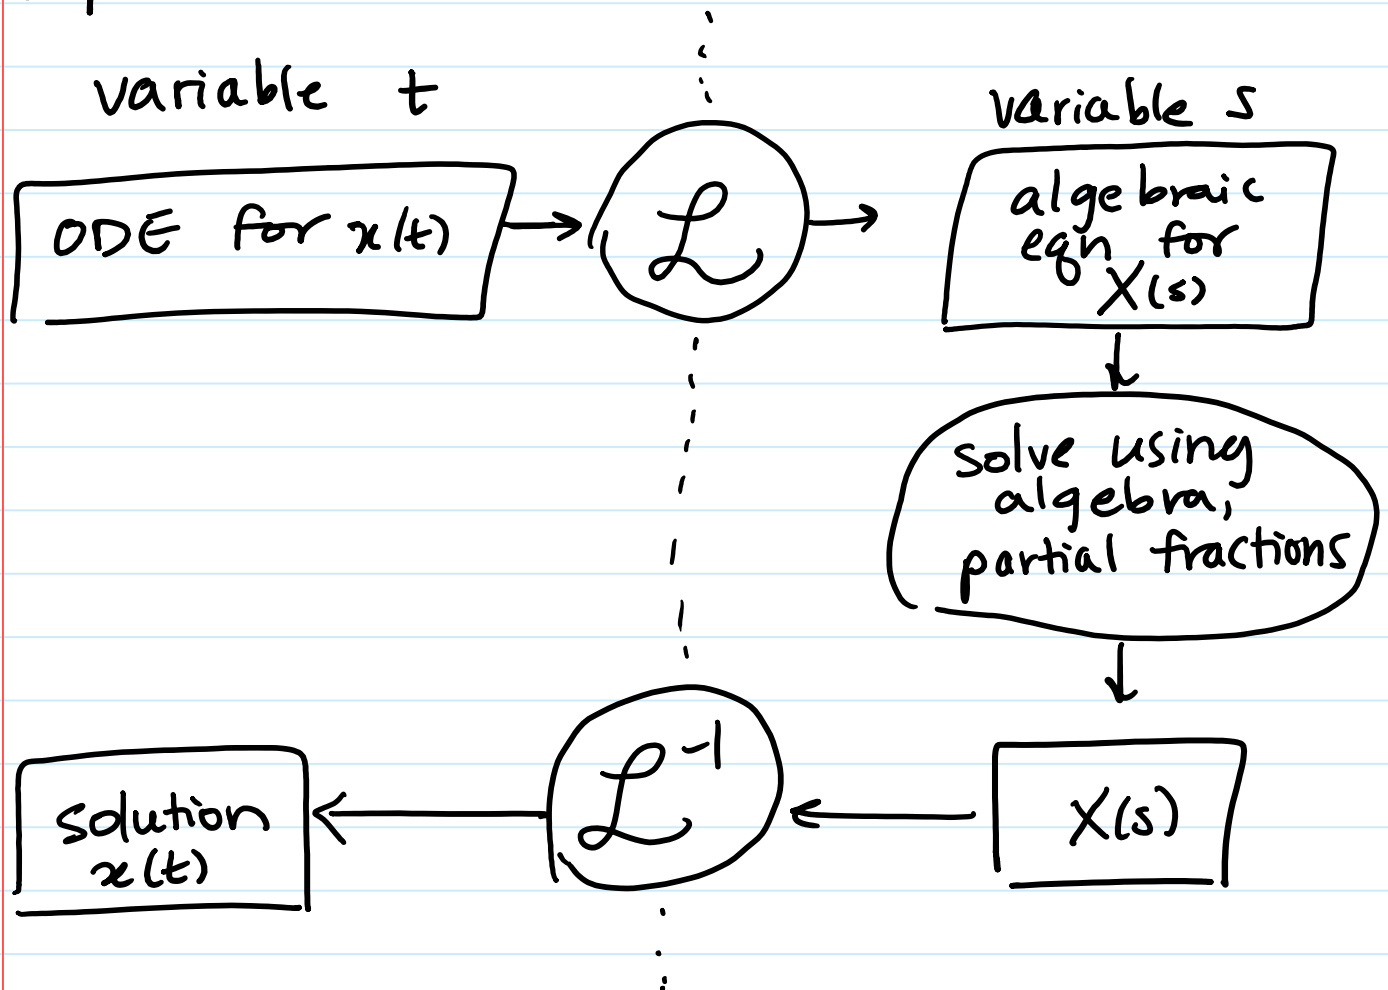 variable t
variable s
ODE for x(t)
ℒ
algebraic
eqn for
X(s)
solve using
algebra,
partial fractions
solution
x(t)
ℒ⁻¹
X(s)